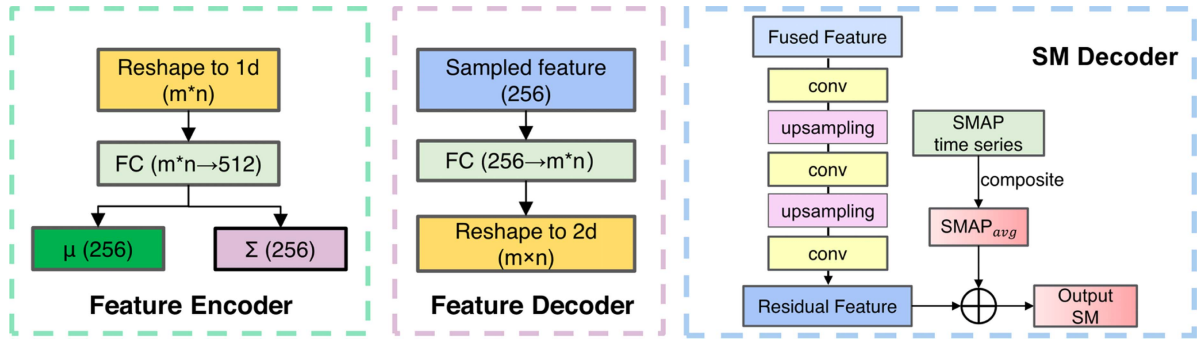 Reshape to 1d
(m*n)
FC (m*n→512)
μ (256)
Σ (256)
Feature Encoder
Sampled feature
(256)
FC (256→m*n)
Reshape to 2d
(m×n)
Feature Decoder
Fused Feature
conv
upsampling
conv
upsampling
conv
Residual Feature
SM Decoder
SMAP
time series
composite
SMAPavg
Output
SM